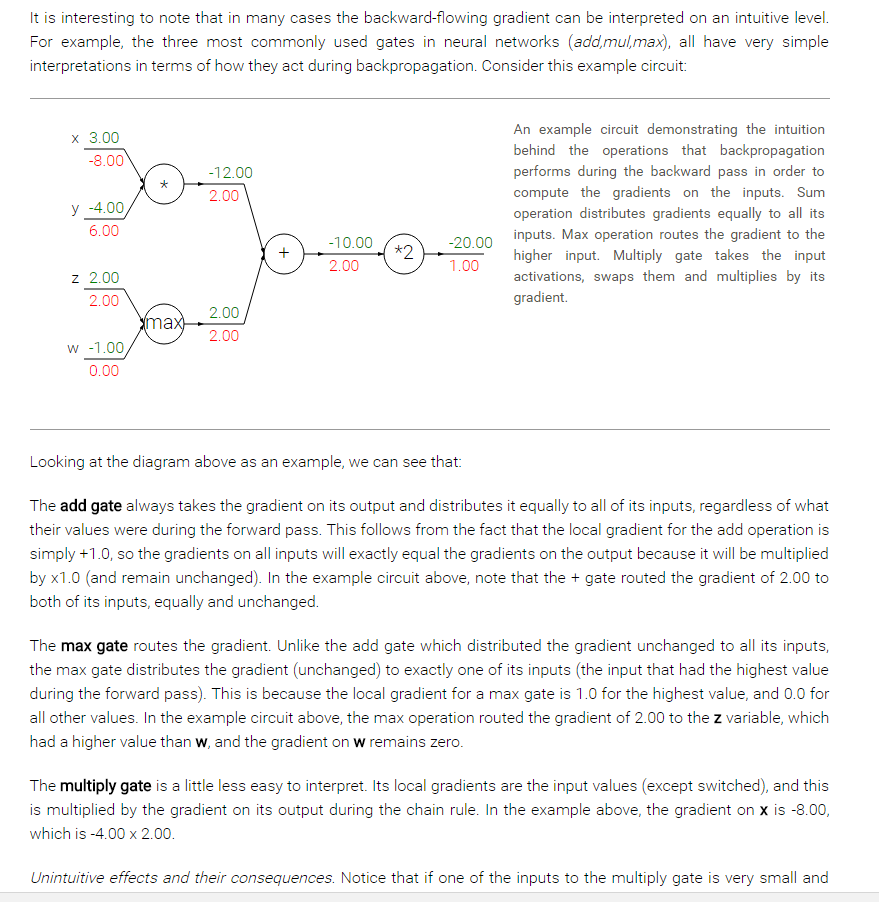 It is interesting to note that in many cases the backward-flowing gradient can be interpreted on an intuitive level.
For example, the three most commonly used gates in neural networks (add,mul,max), all have very simple
interpretations in terms of how they act during backpropagation. Consider this example circuit:
x 3.00
-8.00
y -4.00
6.00
z 2.00
2.00
w -1.00
0.00
*
max
-12.00
2.00
2.00
2.00
+
-10.00
2.00
*2
-20.00
1.00
An example circuit demonstrating the intuition
behind the operations that backpropagation
performs during the backward pass in order to
compute the gradients on the inputs. Sum
operation distributes gradients equally to all its
inputs. Max operation routes the gradient to the
higher input. Multiply gate takes the input
activations, swaps them and multiplies by its
gradient.
Looking at the diagram above as an example, we can see that:
The add gate always takes the gradient on its output and distributes it equally to all of its inputs, regardless of what
their values were during the forward pass. This follows from the fact that the local gradient for the add operation is
simply +1.0, so the gradients on all inputs will exactly equal the gradients on the output because it will be multiplied
by x1.0 (and remain unchanged). In the example circuit above, note that the + gate routed the gradient of 2.00 to
both of its inputs, equally and unchanged.
The max gate routes the gradient. Unlike the add gate which distributed the gradient unchanged to all its inputs,
the max gate distributes the gradient (unchanged) to exactly one of its inputs (the input that had the highest value
during the forward pass). This is because the local gradient for a max gate is 1.0 for the highest value, and 0.0 for
all other values. In the example circuit above, the max operation routed the gradient of 2.00 to the z variable, which
had a higher value than w, and the gradient on w remains zero.
The multiply gate is a little less easy to interpret. Its local gradients are the input values (except switched), and this
is multiplied by the gradient on its output during the chain rule. In the example above, the gradient on x is -8.00,
which is -4.00 x 2.00.
Unintuitive effects and their consequences. Notice that if one of the inputs to the multiply gate is very small and